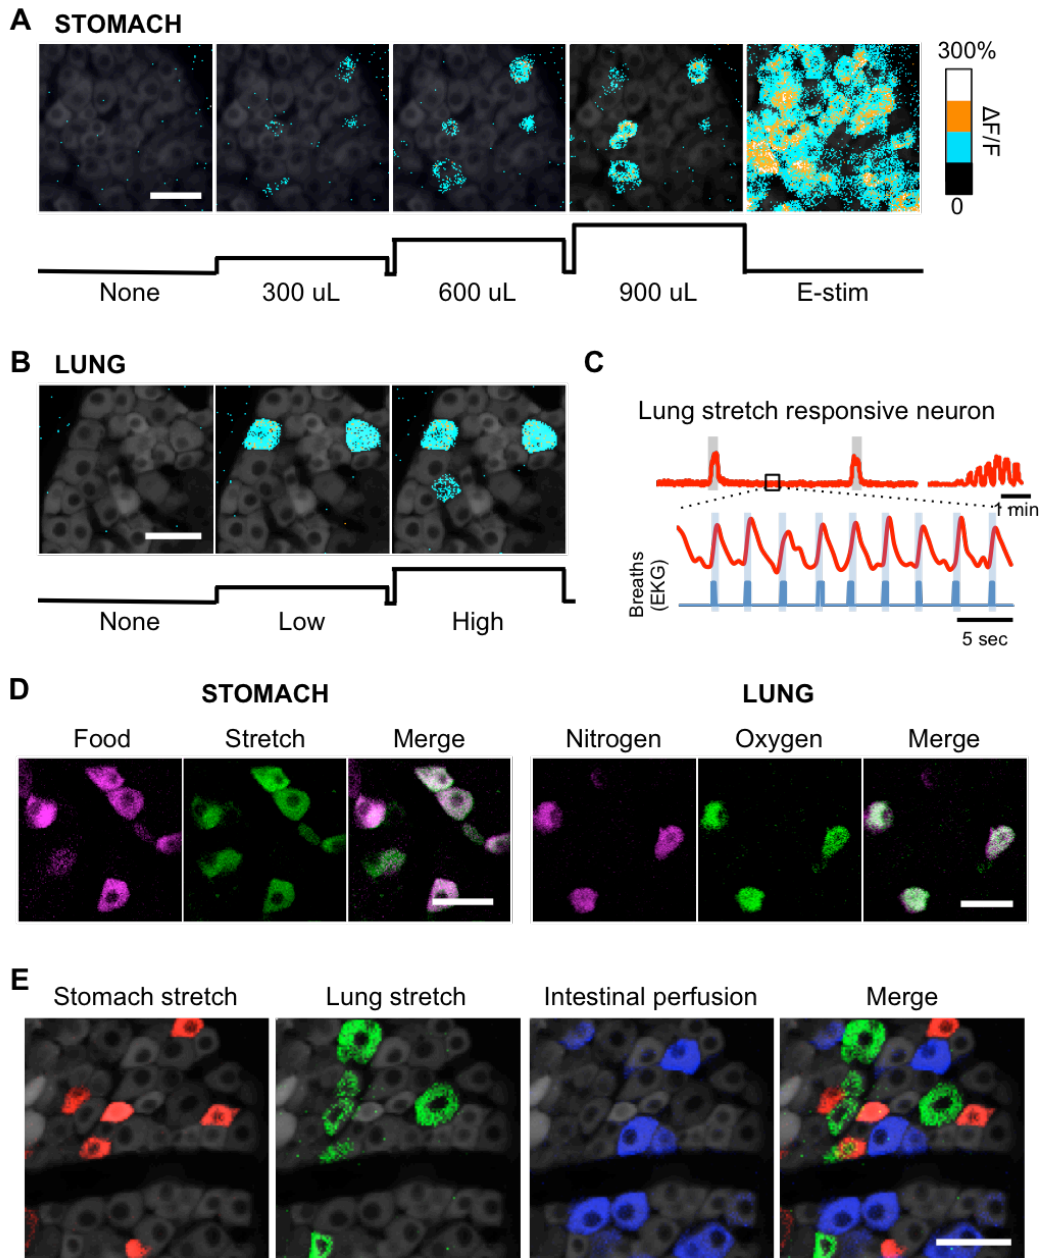 A STOMACH
300%
ΔF/F
0
None 300 uL 600 uL 900 uL E-stim
B LUNG
None Low High
C
Lung stretch responsive neuron
1 min
Breaths
(EKG)
5 sec
D STOMACH LUNG
Food Stretch Merge Nitrogen Oxygen Merge
E
Stomach stretch Lung stretch Intestinal perfusion Merge